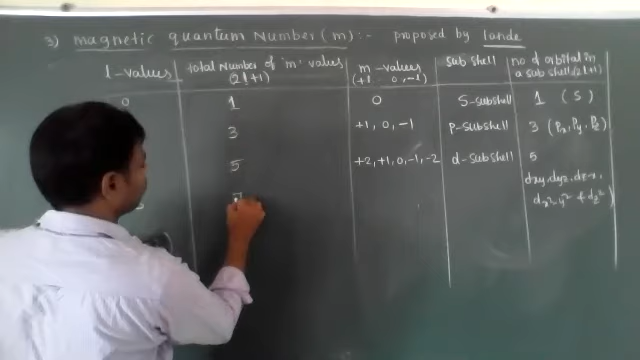 3) magnetic quantum Number (m) :- proposed by lande
l-values total Number of 'm' values (2l+1) m-values (+l 0, -l) sub shell no of orbital in a sub shell (2l+1)
0 1 0 s-subshell 1 (s)
3 +1, 0, -1 p-subshell 3 (Px, Py, Pz)
5 +2, +1, 0, -1, -2 d-subshell 5
dxy, dyz, dzx,
dx²-y² & dz²)
7